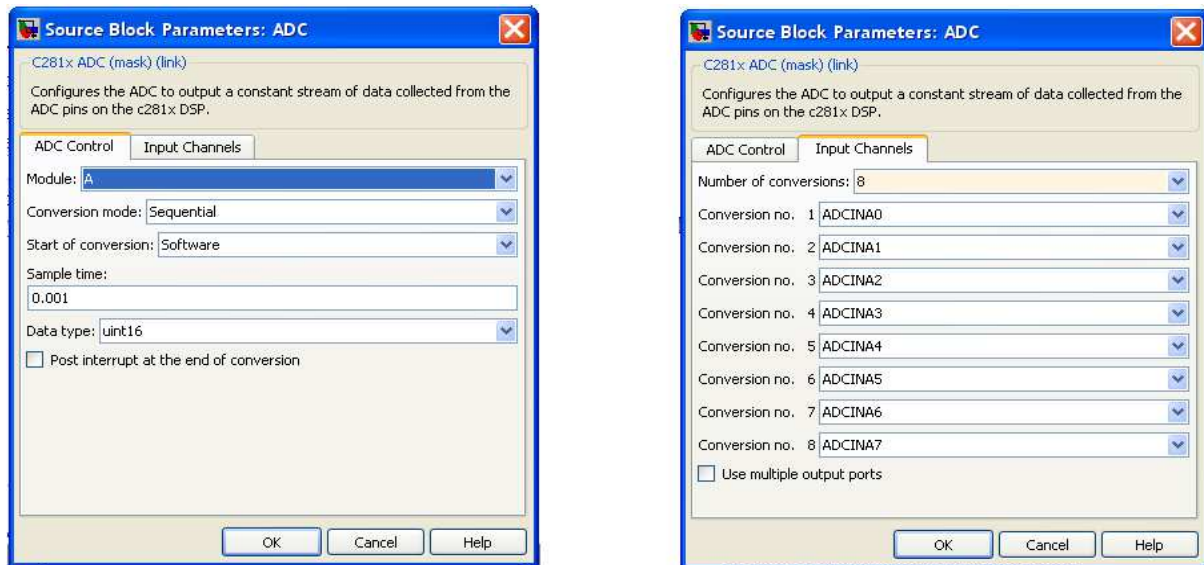 Source Block Parameters: ADC
C281x ADC (mask) (link)
Configures the ADC to output a constant stream of data collected from the
ADC pins on the c281x DSP.
ADC Control Input Channels
Module: A
Conversion mode: Sequential
Start of conversion: Software
Sample time:
0.001
Data type: uint16
Post interrupt at the end of conversion
OK Cancel Help
Source Block Parameters: ADC
C281x ADC (mask) (link)
Configures the ADC to output a constant stream of data collected from the
ADC pins on the c281x DSP.
ADC Control Input Channels
Number of conversions: 8
Conversion no. 1 ADCINA0
Conversion no. 2 ADCINA1
Conversion no. 3 ADCINA2
Conversion no. 4 ADCINA3
Conversion no. 5 ADCINA4
Conversion no. 6 ADCINA5
Conversion no. 7 ADCINA6
Conversion no. 8 ADCINA7
Use multiple output ports
OK Cancel Help